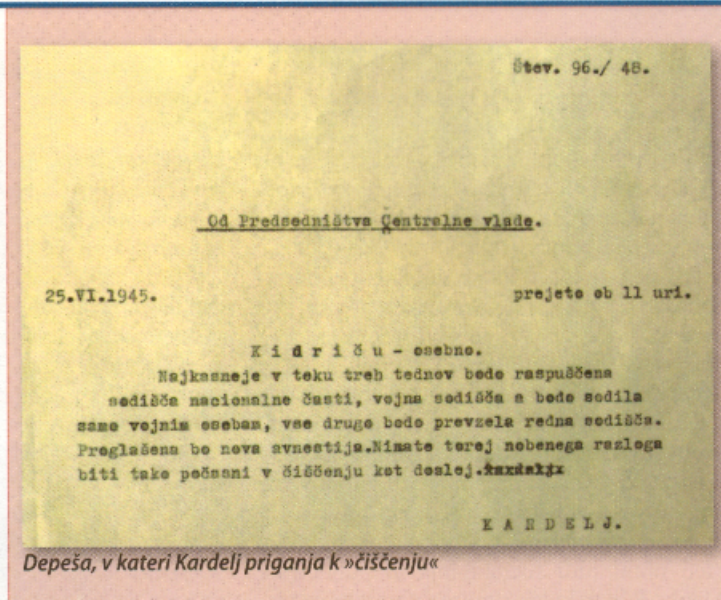 Štev. 96./ 48.
Od Predsedništva Centralne vlade.
25.VI.1945. prejeto ob 11 uri.
K i d r i č u - osebno.
Najkasneje v teku treh tednov bodo raspuščena
sodišča nacionalne časti, vojna sodišča a bodo sodila
samo vojnim osebam, vse drugo bodo prevzela redna sodišča.
Proglašena bo nova amnestija.Nimate torej nobenega razloga
biti tako počasni v čiščenju kot doslej.
K A R D E L J.
Depeša, v kateri Kardelj priganja k »čiščenju«